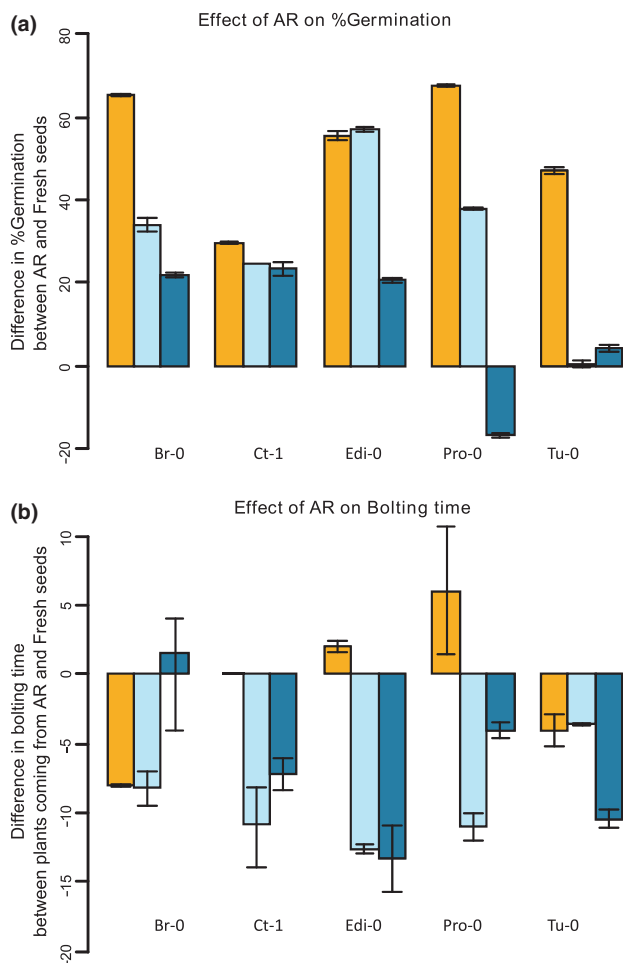 (a)
Effect of AR on %Germination
Difference in %Germination
between AR and Fresh seeds
80
60
40
20
0
-20
Br-0 Ct-1 Edi-0 Pro-0 Tu-0
(b)
Effect of AR on Bolting time
Difference in bolting time
between plants coming from AR and Fresh seeds
10
5
0
-5
-10
-15
-20
Br-0 Ct-1 Edi-0 Pro-0 Tu-0